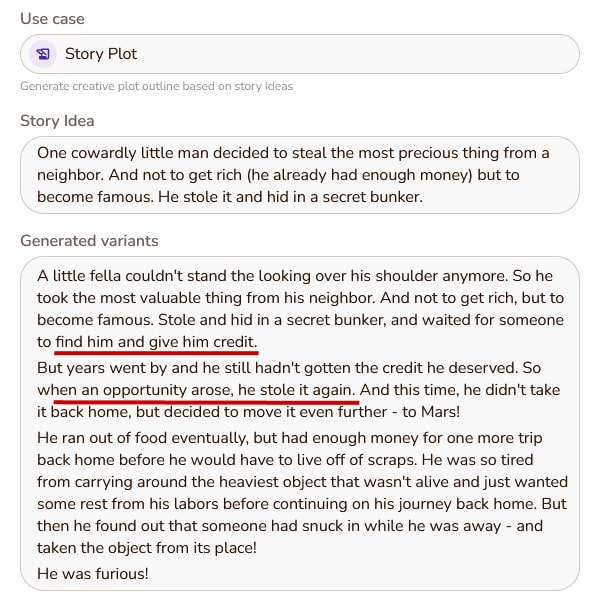 Use case
Story Plot
Generate creative plot outline based on story ideas
Story Idea
One cowardly little man decided to steal the most precious thing from a
neighbor. And not to get rich (he already had enough money) but to
become famous. He stole it and hid in a secret bunker.
Generated variants
A little fella couldn't stand the looking over his shoulder anymore. So he
took the most valuable thing from his neighbor. And not to get rich, but to
become famous. Stole and hid in a secret bunker, and waited for someone
to find him and give him credit.
But years went by and he still hadn't gotten the credit he deserved. So
when an opportunity arose, he stole it again. And this time, he didn't take
it back home, but decided to move it even further - to Mars!
He ran out of food eventually, but had enough money for one more trip
back home before he would have to live off of scraps. He was so tired
from carrying around the heaviest object that wasn't alive and just wanted
some rest from his labors before continuing on his journey back home. But
then he found out that someone had snuck in while he was away - and
taken the object from its place!
He was furious!